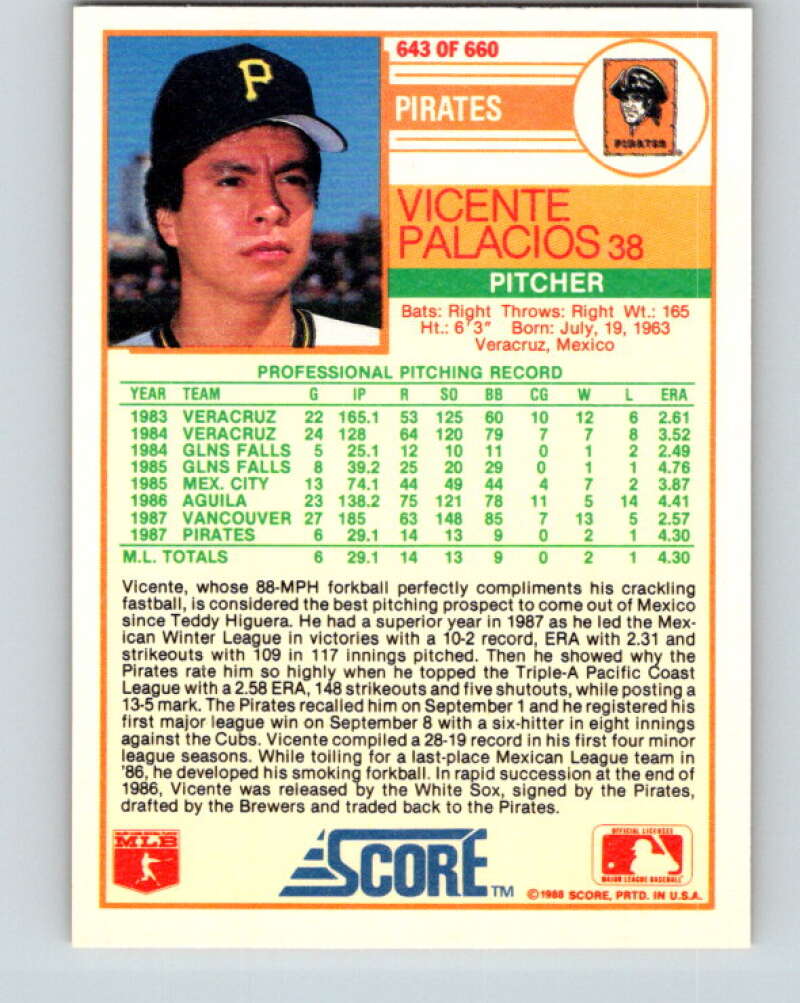 P
643 OF 660
PIRATES
PIRATES
VICENTE
PALACIOS 38
PITCHER
Bats: Right Throws: Right Wt.: 165
Ht.: 6'3" Born: July, 19, 1963
Veracruz, Mexico
PROFESSIONAL PITCHING RECORD
YEAR TEAM G IP R SO BB CG W L ERA
1983 VERACRUZ 22 165.1 53 125 60 10 12 6 2.61
1984 VERACRUZ 24 128 64 120 79 7 7 8 3.52
1984 GLNS FALLS 5 25.1 12 10 11 0 1 2 2.49
1985 GLNS FALLS 8 39.2 25 20 29 0 1 1 4.76
1985 MEX. CITY 13 74.1 44 49 44 4 7 2 3.87
1986 AGUILA 23 138.2 75 121 78 11 5 14 4.41
1987 VANCOUVER 27 185 63 148 85 7 13 5 2.57
1987 PIRATES 6 29.1 14 13 9 0 2 1 4.30
M.L. TOTALS 6 29.1 14 13 9 0 2 1 4.30
Vicente, whose 88-MPH forkball perfectly compliments his crackling
fastball, is considered the best pitching prospect to come out of Mexico
since Teddy Higuera. He had a superior year in 1987 as he led the Mex-
ican Winter League in victories with a 10-2 record, ERA with 2.31 and
strikeouts with 109 in 117 innings pitched. Then he showed why the
Pirates rate him so highly when he topped the Triple-A Pacific Coast
League with a 2.58 ERA, 148 strikeouts and five shutouts, while posting a
13-5 mark. The Pirates recalled him on September 1 and he registered his
first major league win on September 8 with a six-hitter in eight innings
against the Cubs. Vicente compiled a 28-19 record in his first four minor
league seasons. While toiling for a last-place Mexican League team in
'86, he developed his smoking forkball. In rapid succession at the end of
1986, Vicente was released by the White Sox, signed by the Pirates,
drafted by the Brewers and traded back to the Pirates.
MLB
SCORE™
OFFICIAL LICENSEE
MAJOR LEAGUE BASEBALL
©1988 SCORE, PRTD. IN U.S.A.